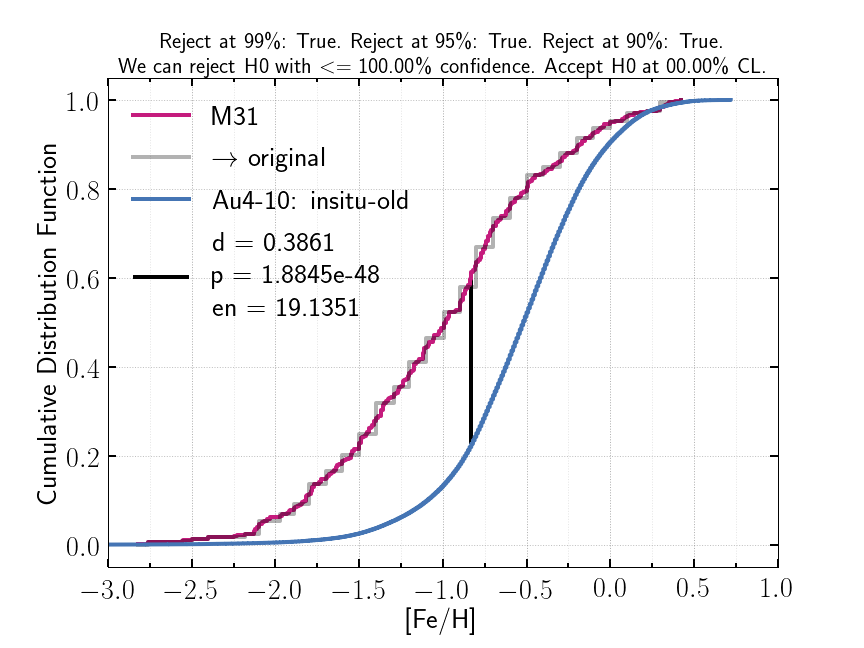 Reject at 99%: True. Reject at 95%: True. Reject at 90%: True.
We can reject H0 with <= 100.00% confidence. Accept H0 at 00.00% CL.
M31
→ original
Au4-10: insitu-old
d = 0.3861
p = 1.8845e-48
en = 19.1351
Cumulative Distribution Function
1.0
0.8
0.6
0.4
0.2
0.0
−3.0 −2.5 −2.0 −1.5 −1.0 −0.5 0.0 0.5 1.0
[Fe/H]